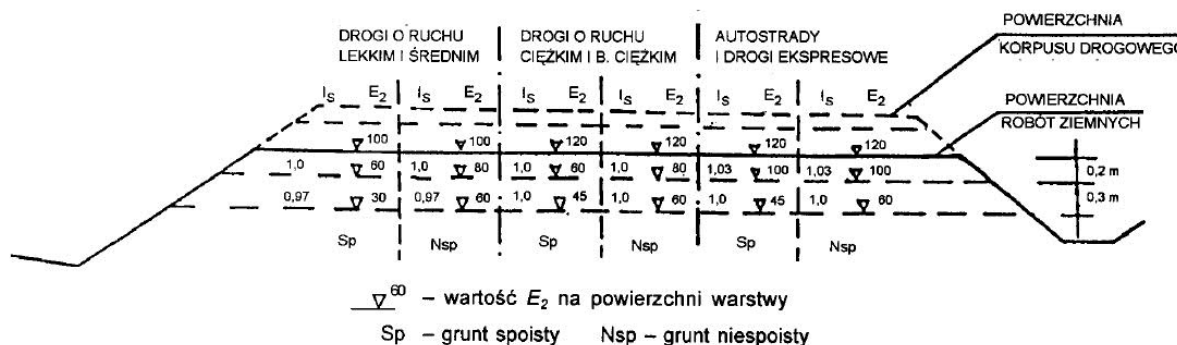 DROGI O RUCHU
LEKKIM I ŚREDNIM
DROGI O RUCHU
CIĘŻKIM I B. CIĘŻKIM
AUTOSTRADY
I DROGI EKSPRESOWE
POWIERZCHNIA
KORPUSU DROGOWEGO
POWIERZCHNIA
ROBÓT ZIEMNYCH
IS E2 IS E2 IS E2 IS E2 IS E2 IS E2
100 100 120 120 120 120
1,0 60 1,0 80 1,0 60 1,0 80 1,03 100 1,03 100 0,2 m
0,97 30 0,97 60 1,0 45 1,0 60 1,0 45 1,0 60 0,3 m
Sp Nsp Sp Nsp Sp Nsp
60 – wartość E2 na powierzchni warstwy
Sp – grunt spoisty Nsp – grunt niespoisty